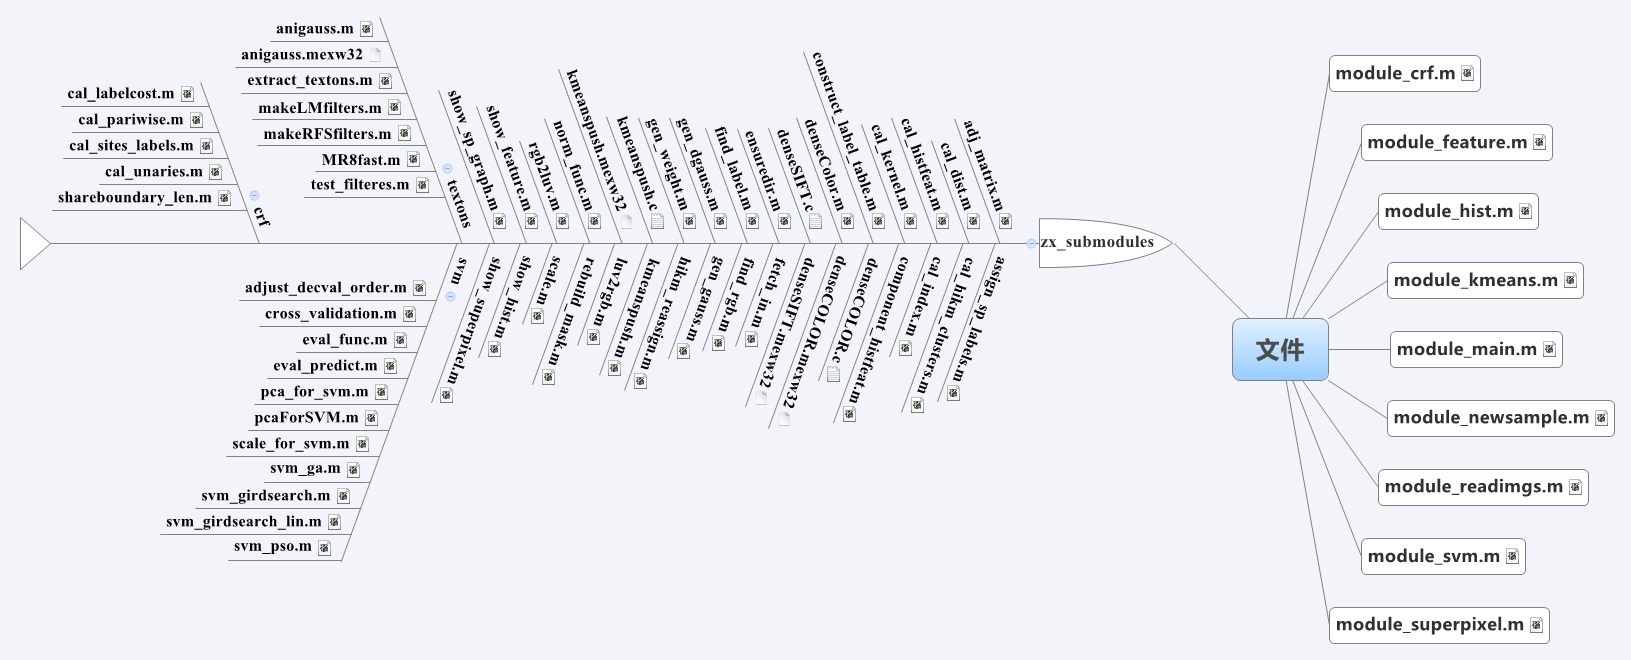 anigauss.m
anigauss.mexw32
extract_textons.m
makeLMfilters.m
makeRFSfilters.m
MR8fast.m
test_filteres.m
textons
cal_labelcost.m
cal_pariwise.m
cal_sites_labels.m
cal_unaries.m
shareboundary_len.m
crf
show_sp_graph.m
show_feature.m
rgb2luv.m
norm_func.m
kmeanspush.mexw32
kmeanspush.c
gen_weight.m
gen_dgauss.m
find_label.m
ensuredir.m
denseSIFT.c
denseColor.m
construct_label_table.m
cal_kernel.m
cal_histfeat.m
cal_dist.m
adj_matrix.m
zx_submodules
svm
adjust_decval_order.m
cross_validation.m
eval_func.m
eval_predict.m
pca_for_svm.m
pcaForSVM.m
scale_for_svm.m
svm_ga.m
svm_girdsearch.m
svm_girdsearch_lin.m
svm_pso.m
show_superpixel.m
show_hist.m
scale.m
rebuild_mask.m
luv2rgb.m
kmeanspush.m
hikm_reassign.m
gen_gauss.m
find_rgb.m
fetch_in.m
denseSIFT.mexw32
denseCOLOR.mexw32
denseCOLOR.c
component_histfeat.m
cal_index.m
cal_hikm_clusters.m
assign_sp_labels.m
文件
module_crf.m
module_feature.m
module_hist.m
module_kmeans.m
module_main.m
module_newsample.m
module_readimgs.m
module_svm.m
module_superpixel.m